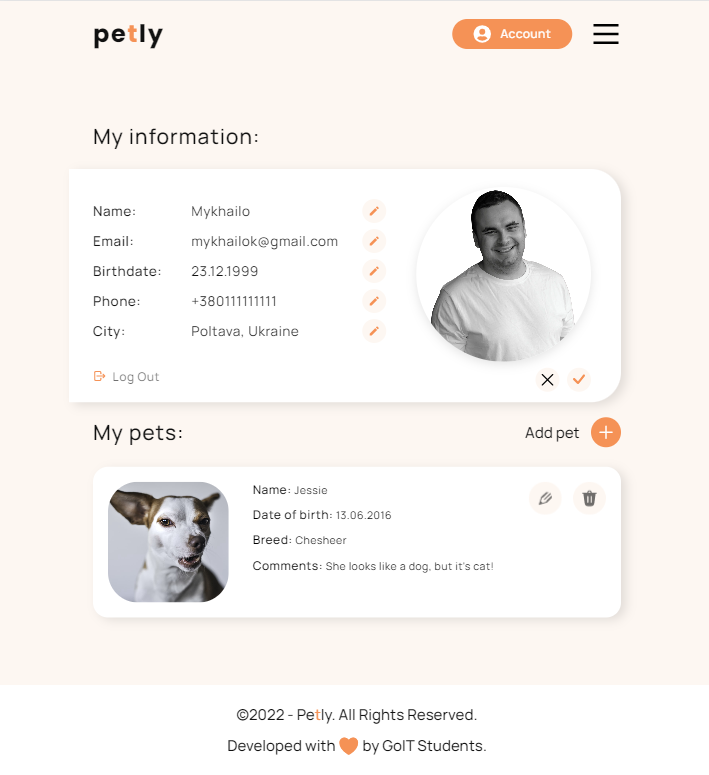 petly
Account
My information:
Name: Mykhailo
Email: mykhailok@gmail.com
Birthdate: 23.12.1999
Phone: +380111111111
City: Poltava, Ukraine
Log Out
My pets:
Add pet
Name: Jessie
Date of birth: 13.06.2016
Breed: Chesheer
Comments: She looks like a dog, but it's cat!
©2022 - Petly. All Rights Reserved.
Developed with 🧡 by GoIT Students.